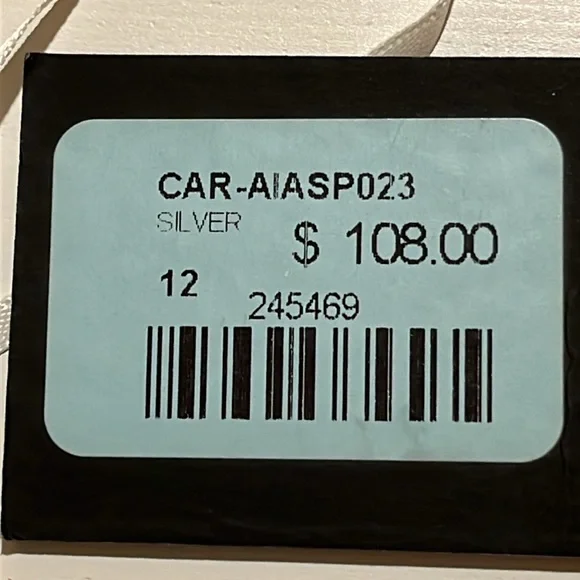 CAR-AIASP023
SILVER
$ 108.00
12
245469